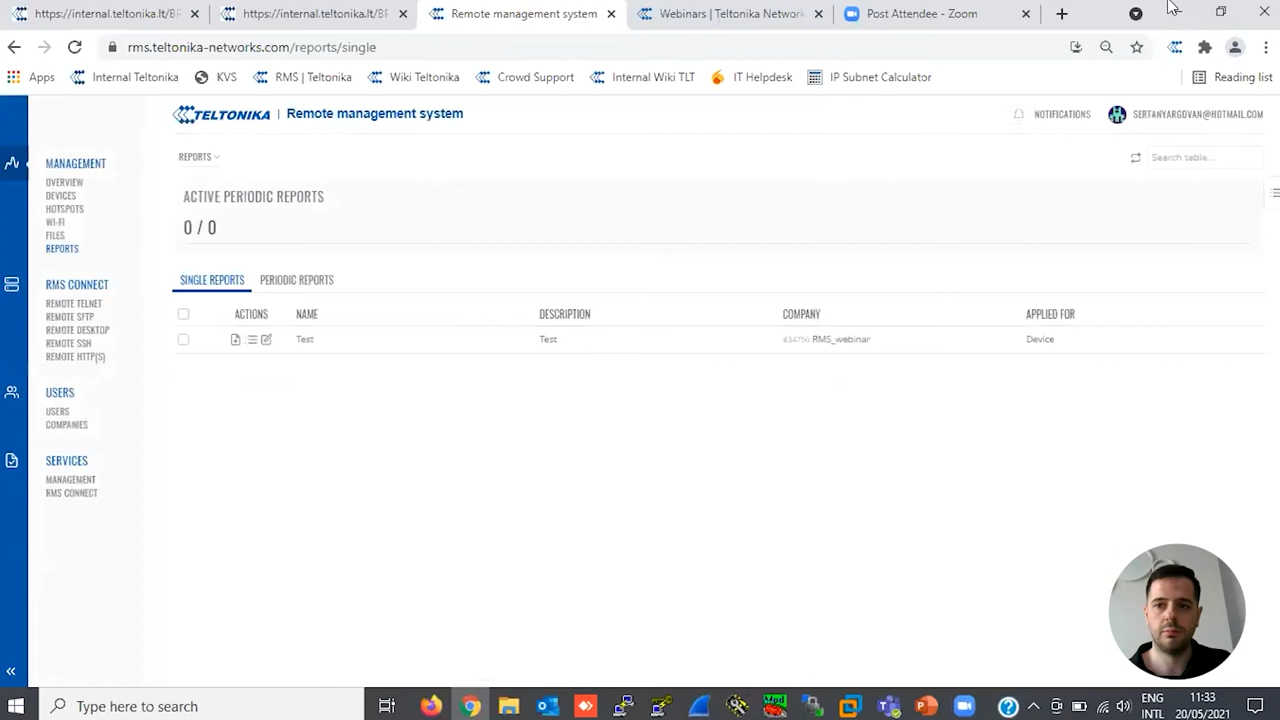 https://internal.teltonika.lt/BF
https://internal.teltonika.lt/BF
Remote management system
Webinars | Teltonika Network
Post Attendee - Zoom
rms.teltonika-networks.com/reports/single
Apps
Internal Teltonika
KVS
RMS | Teltonika
Wiki Teltonika
Crowd Support
Internal Wiki TLT
IT Helpdesk
IP Subnet Calculator
Reading list
TELTONIKA | Remote management system
NOTIFICATIONS
SERTANYARGOVAN@HOTMAIL.COM
MANAGEMENT
OVERVIEW
DEVICES
HOTSPOTS
WI-FI
FILES
REPORTS
RMS CONNECT
REMOTE TELNET
REMOTE SFTP
REMOTE DESKTOP
REMOTE SSH
REMOTE HTTP(S)
USERS
USERS
COMPANIES
SERVICES
MANAGEMENT
RMS CONNECT
REPORTS
Search table...
ACTIVE PERIODIC REPORTS
0 / 0
SINGLE REPORTS
PERIODIC REPORTS
ACTIONS NAME DESCRIPTION COMPANY APPLIED FOR
Test Test #34750 RMS_webinar Device
Type here to search
ENG
INTL
11:33
20/05/2021